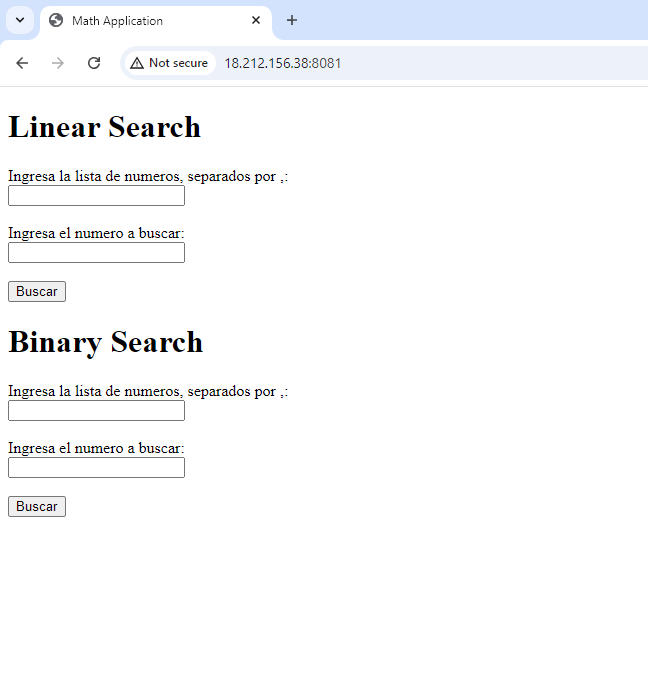 Math Application
Not secure
18.212.156.38:8081
Linear Search
Ingresa la lista de numeros, separados por ,:
Ingresa el numero a buscar:
Buscar
Binary Search
Ingresa la lista de numeros, separados por ,:
Ingresa el numero a buscar:
Buscar